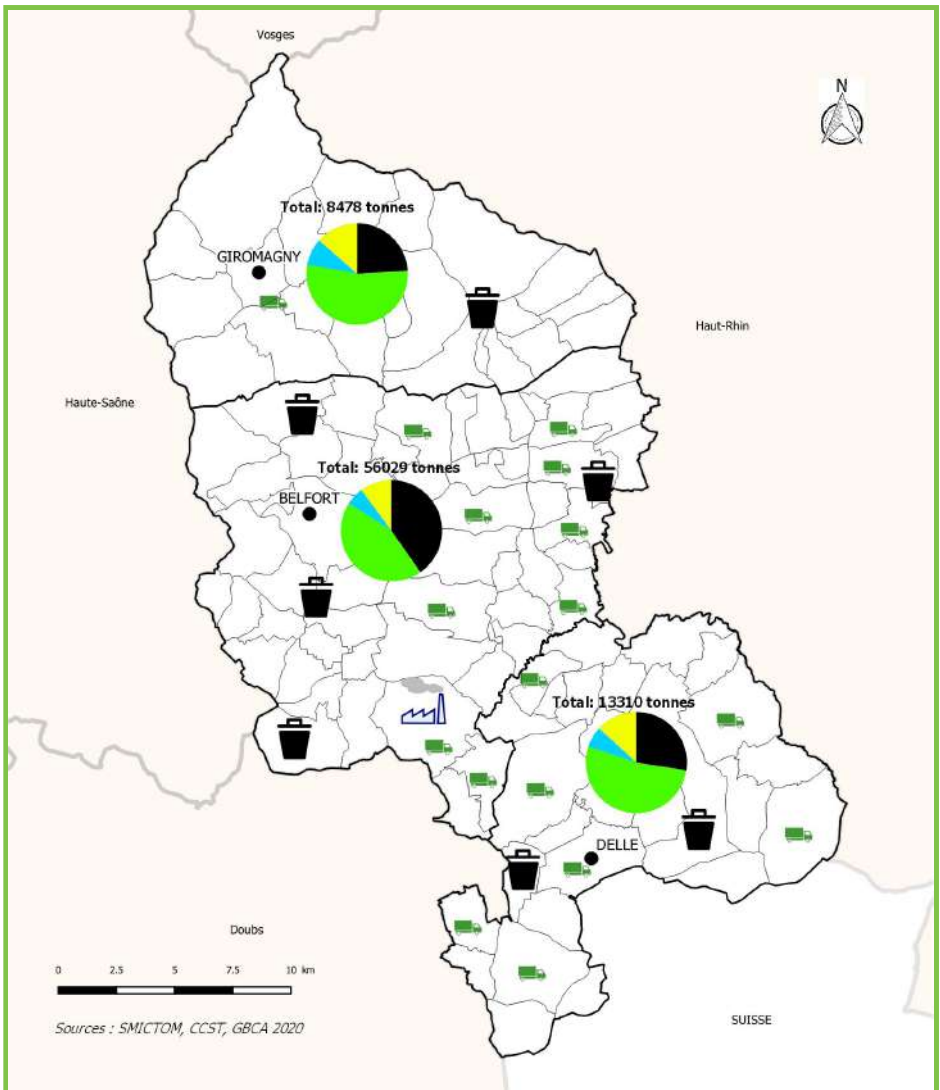 Vosges
N
Total: 8478 tonnes
GIROMAGNY
Haut-Rhin
Haute-Saône
Total: 56029 tonnes
BELFORT
Total: 13310 tonnes
DELLE
Doubs
0 2.5 5 7.5 10 km
SUISSE
Sources : SMICTOM, CCST, GBCA 2020